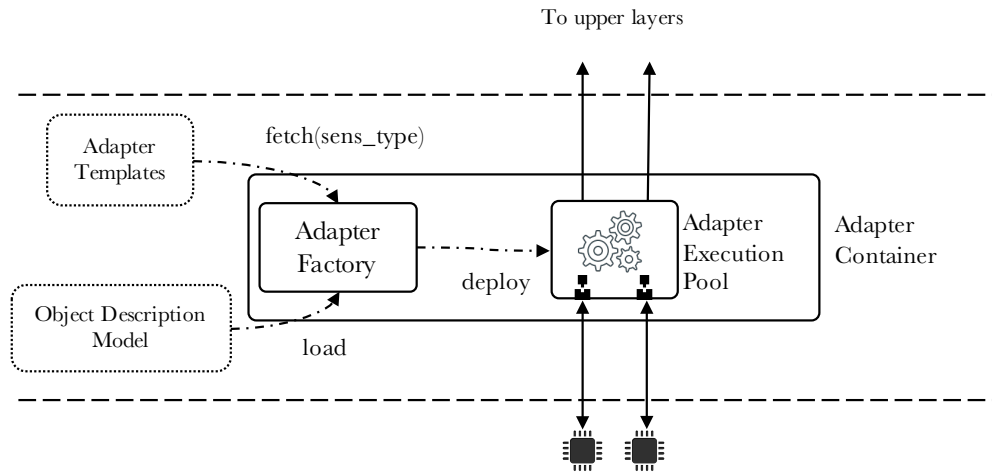 To upper layers
fetch(sens_type)
Adapter
Templates
Adapter
Factory
Adapter
Execution
Pool
Adapter
Container
deploy
Object Description
Model
load